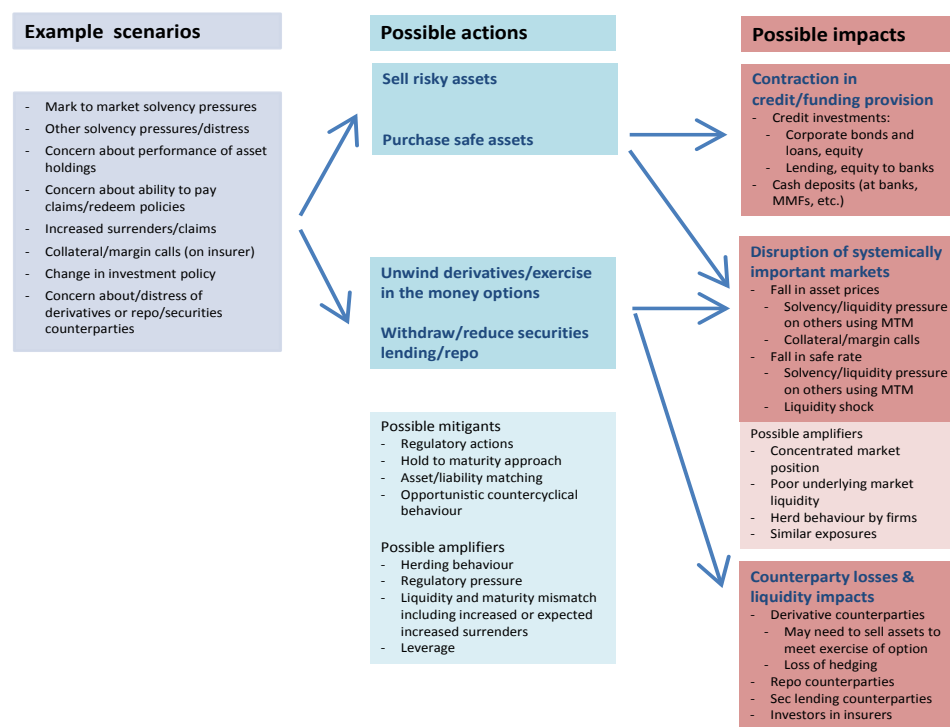 Example scenarios
- Mark to market solvency pressures
- Other solvency pressures/distress
- Concern about performance of asset
holdings
- Concern about ability to pay
claims/redeem policies
- Increased surrenders/claims
- Collateral/margin calls (on insurer)
- Change in investment policy
- Concern about/distress of
derivatives or repo/securities
counterparties
Possible actions
Sell risky assets
Purchase safe assets
Unwind derivatives/exercise
in the money options
Withdraw/reduce securities
lending/repo
Possible mitigants
- Regulatory actions
- Hold to maturity approach
- Asset/liability matching
- Opportunistic countercyclical
behaviour
Possible amplifiers
- Herding behaviour
- Regulatory pressure
- Liquidity and maturity mismatch
including increased or expected
increased surrenders
- Leverage
Possible impacts
Contraction in
credit/funding provision
- Credit investments:
- Corporate bonds and
loans, equity
- Lending, equity to banks
- Cash deposits (at banks,
MMFs, etc.)
Disruption of systemically
important markets
- Fall in asset prices
- Solvency/liquidity pressure
on others using MTM
- Collateral/margin calls
- Fall in safe rate
- Solvency/liquidity pressure
on others using MTM
- Liquidity shock
Possible amplifiers
- Concentrated market
position
- Poor underlying market
liquidity
- Herd behaviour by firms
- Similar exposures
Counterparty losses &
liquidity impacts
- Derivative counterparties
- May need to sell assets to
meet exercise of option
- Loss of hedging
- Repo counterparties
- Sec lending counterparties
- Investors in insurers